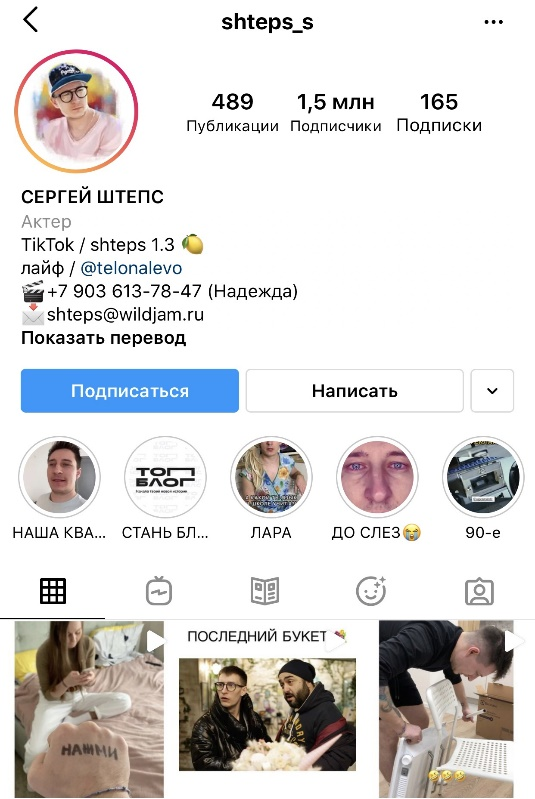 shteps_s
489
1,5 млн
165
Публикации
Подписчики
Подписки
СЕРГЕЙ ШТЕПС
Актер
TikTok / shteps 1.3 🍋
лайф / @telonalevo
🎬+7 903 613-78-47 (Надежда)
📩shteps@wildjam.ru
Показать перевод
Подписаться
Написать
ТОП
БЛОГ
НАША КВА...
СТАНЬ БЛ...
ЛАРА
ДО СЛЕЗ😭
90-е
ПОСЛЕДНИЙ БУКЕТ 💐
НАЖМИ